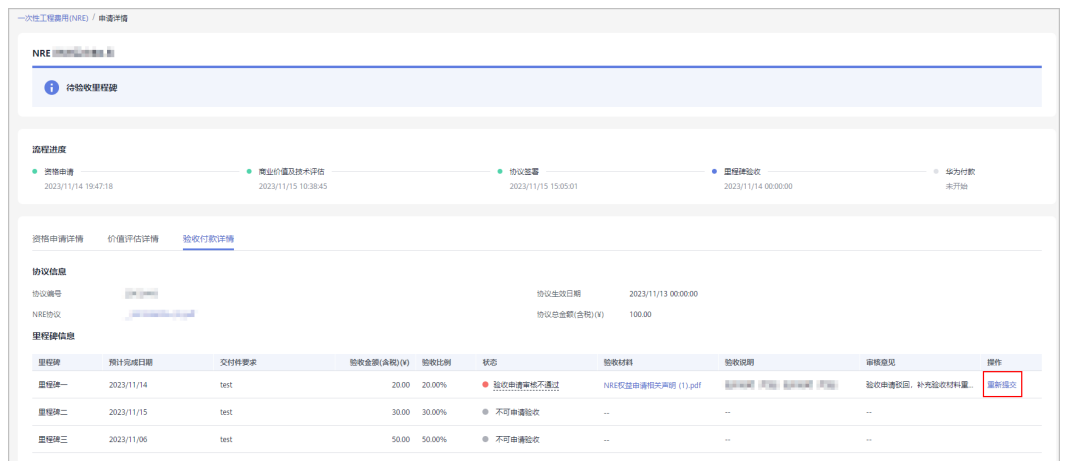 一次性工程费用(NRE) / 申请详情
NRE
待验收里程碑
流程进度
资格申请 商业价值及技术评估 协议签署 里程碑验收 华为付款
2023/11/14 19:47:18 2023/11/15 10:38:45 2023/11/15 15:05:01 2023/11/14 00:00:00 未开始
资格申请详情 价值评估详情 验收付款详情
协议信息
协议编号 协议生效日期 2023/11/13 00:00:00
NRE协议 协议总金额(含税)(¥) 100.00
里程碑信息
里程碑 预计完成日期 交付件要求 验收金额(含税)(¥) 验收比例 状态 验收材料 验收说明 审核意见 操作
里程碑一 2023/11/14 test 20.00 20.00% 验收申请审核不通过 NRE权益申请相关声明 (1).pdf 验收申请驳回，补充验收材料重... 重新提交
里程碑二 2023/11/15 test 30.00 30.00% 不可申请验收 -- -- --
里程碑三 2023/11/06 test 50.00 50.00% 不可申请验收 -- -- --